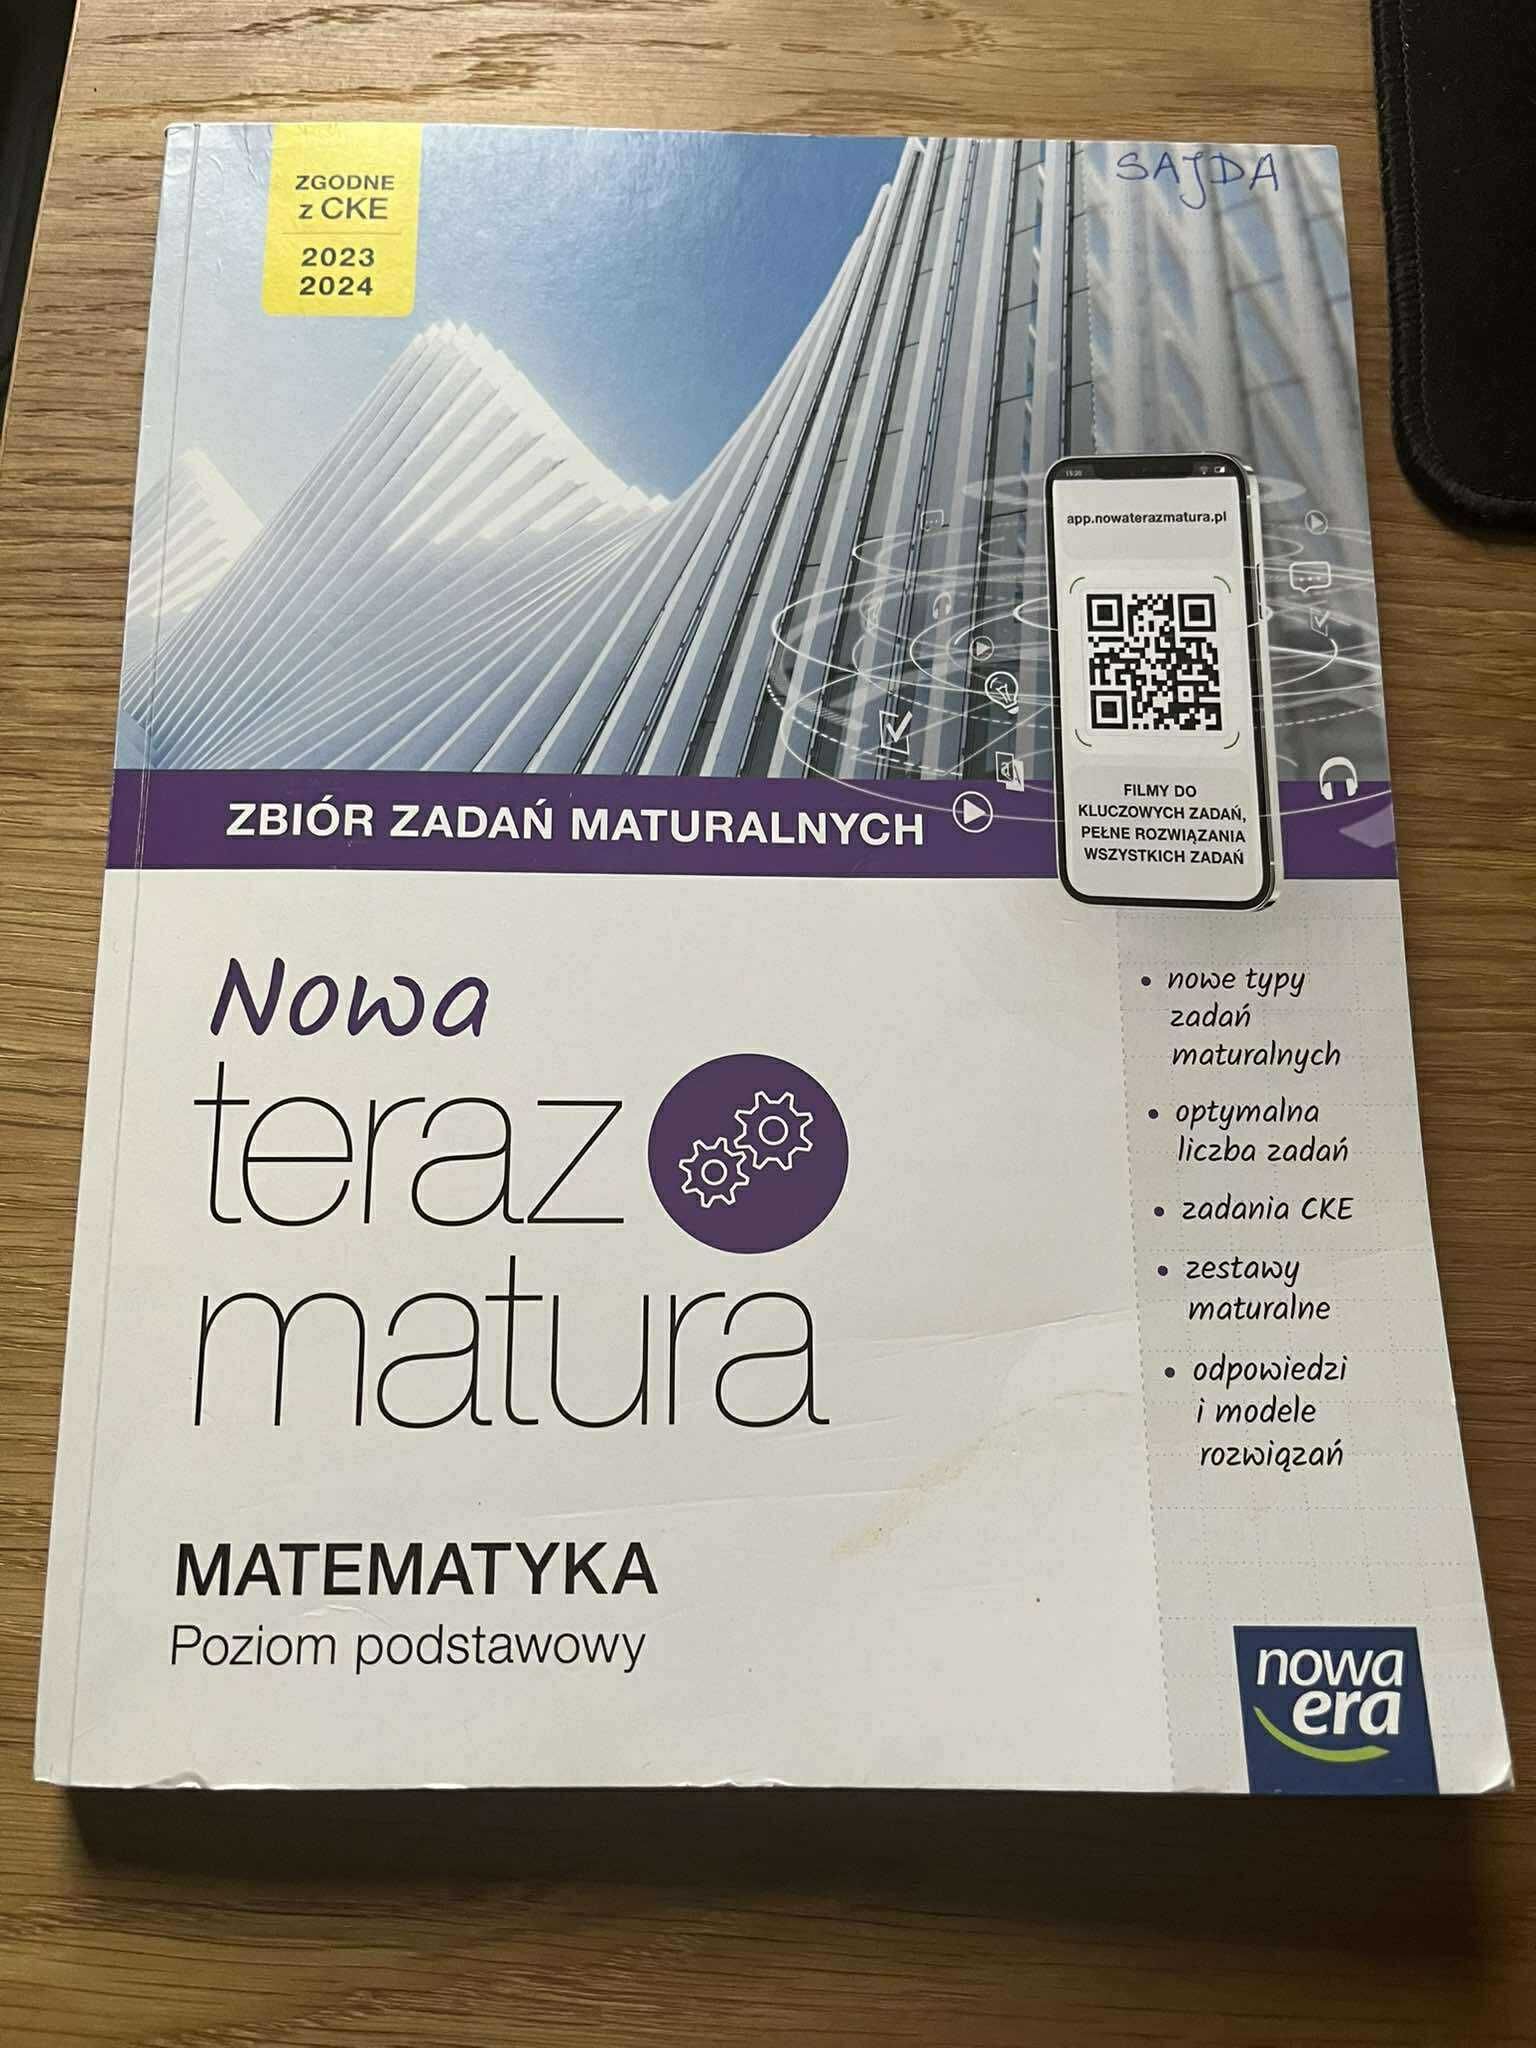 ZGODNE
z CKE
2023
2024
SAJDA
15:20
app.nowaterazmatura.pl
FILMY DO
KLUCZOWYCH ZADAŃ,
PEŁNE ROZWIĄZANIA
WSZYSTKICH ZADAŃ
ZBIÓR ZADAŃ MATURALNYCH
Nowa
teraz
matura
• nowe typy
zadań
maturalnych
• optymalna
liczba zadań
• zadania CKE
• zestawy
maturalne
• odpowiedzi
i modele
rozwiązań
MATEMATYKA
Poziom podstawowy
nowa
era